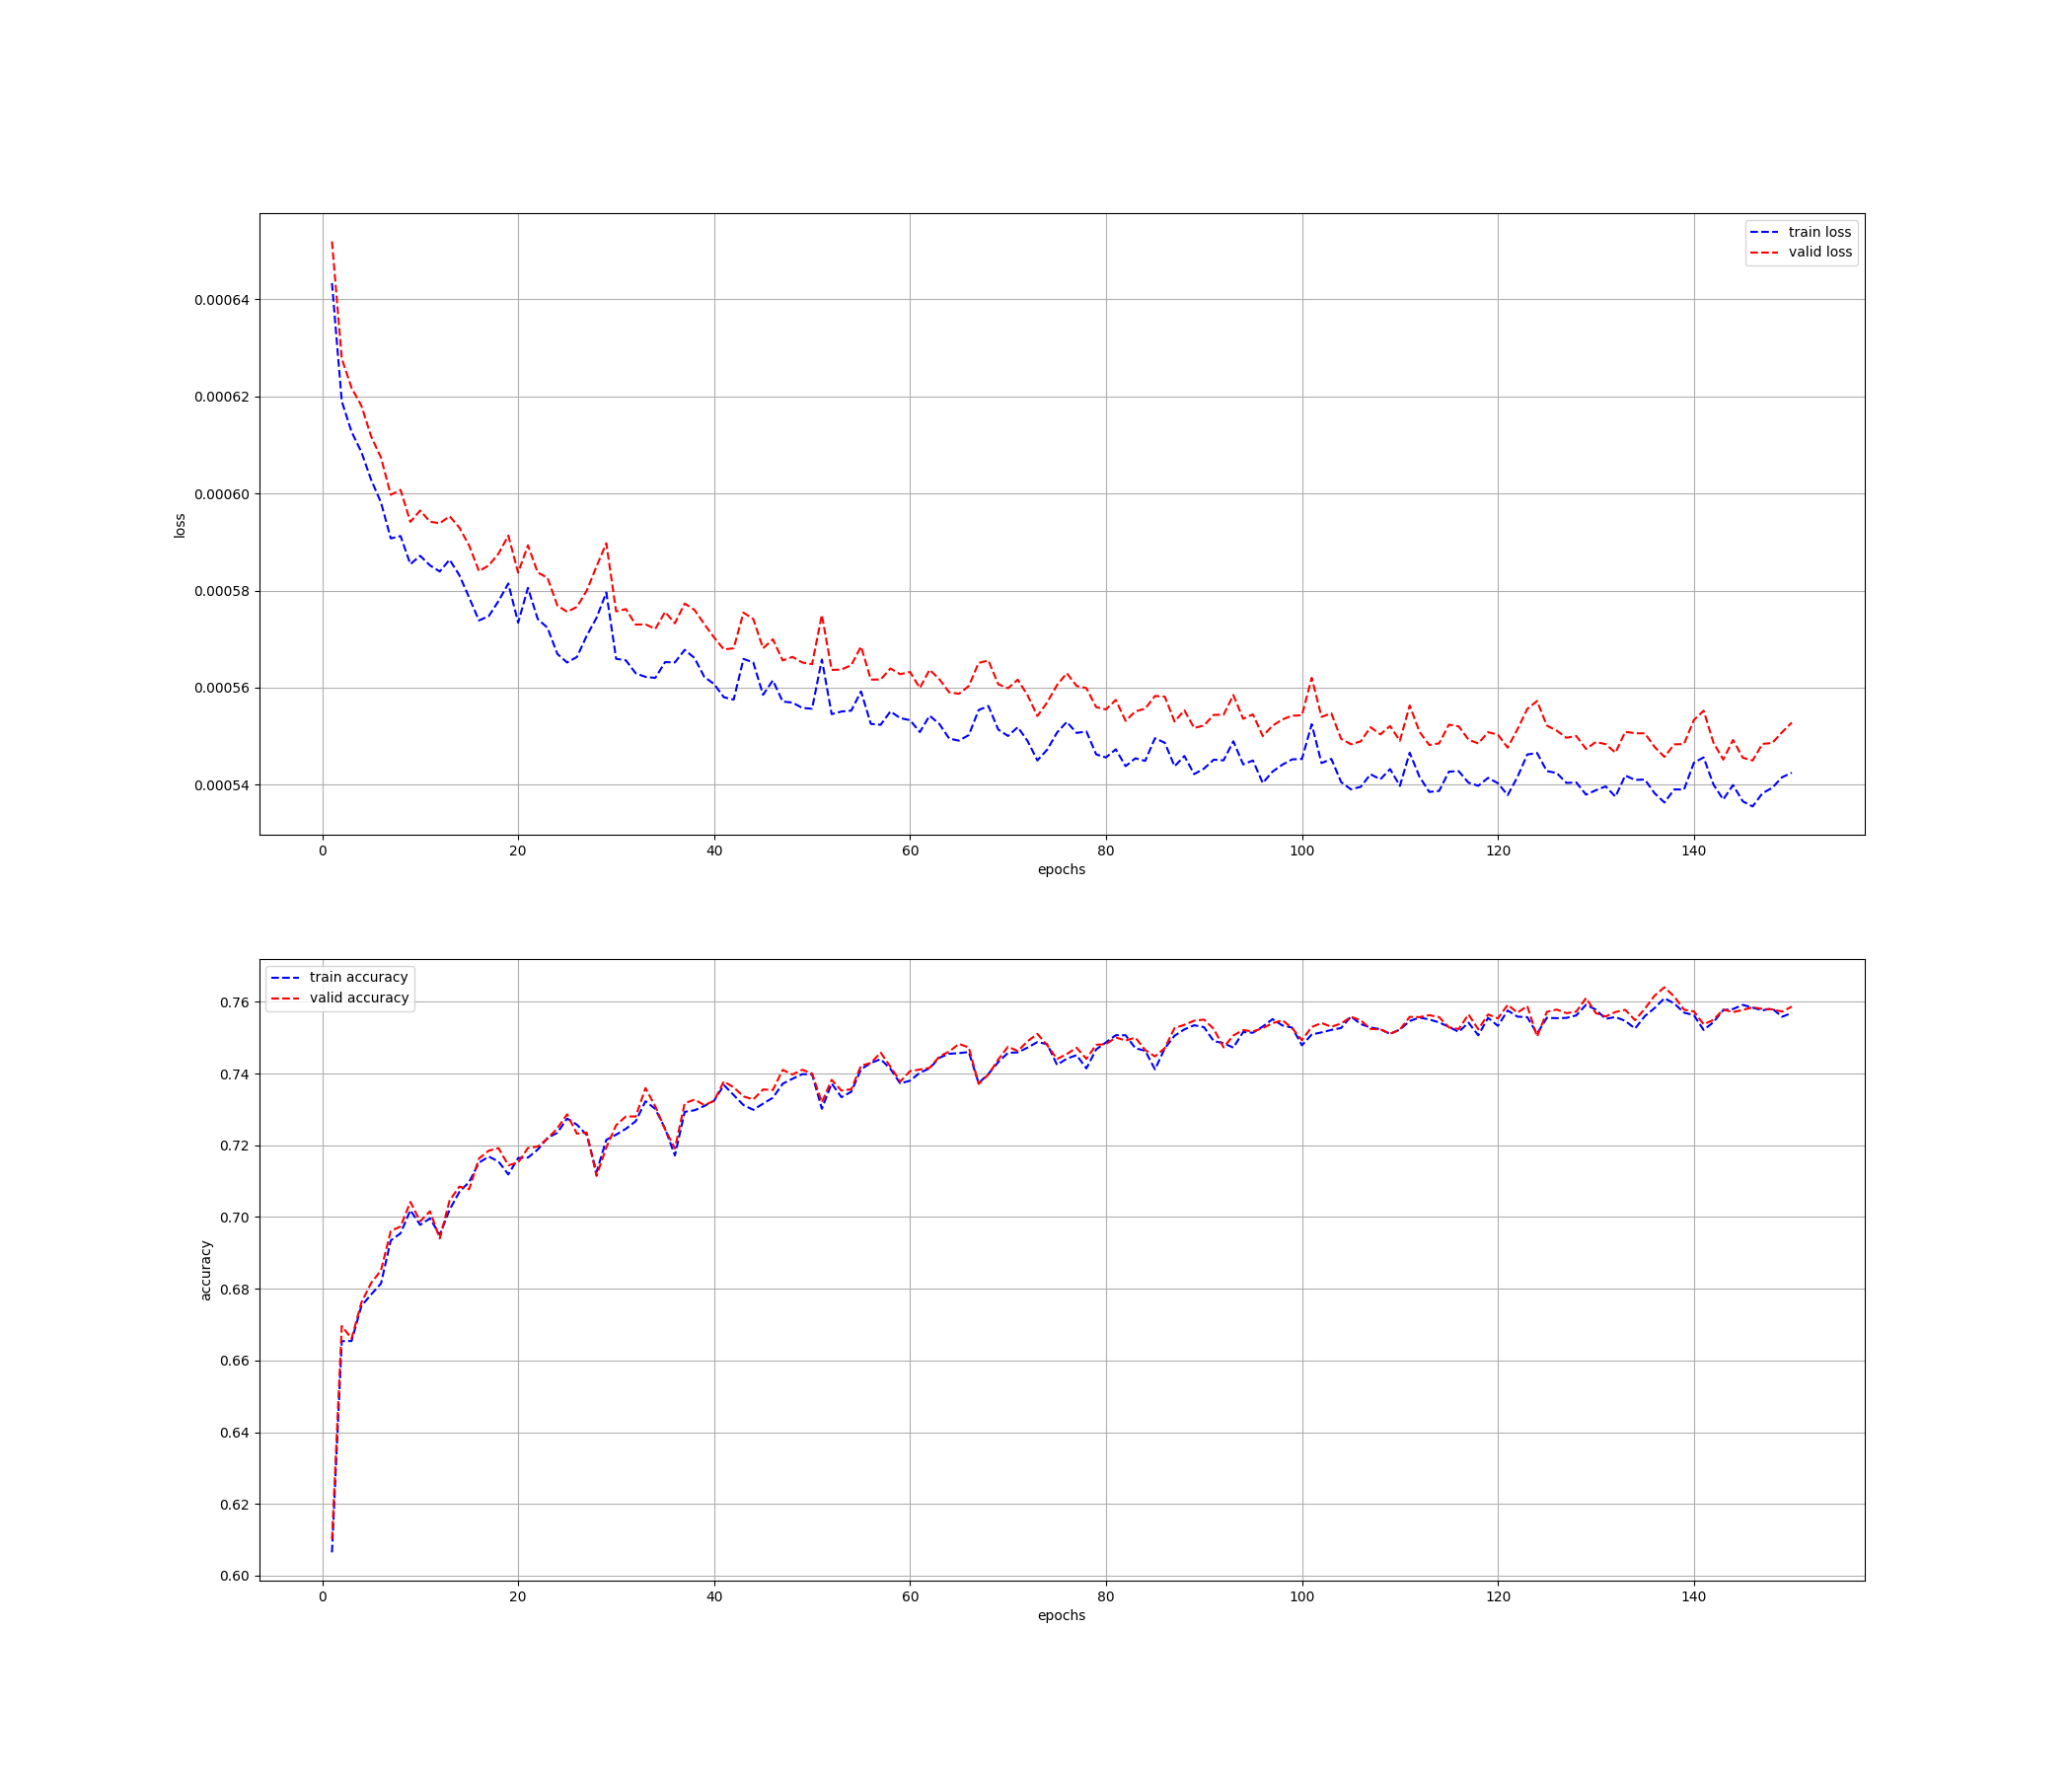 train loss
valid loss
0.00064
0.00062
0.00060
0.00058
0.00056
0.00054
loss
0 20 40 60 80 100 120 140
epochs
train accuracy
valid accuracy
0.76
0.74
0.72
0.70
0.68
0.66
0.64
0.62
0.60
accuracy
0 20 40 60 80 100 120 140
epochs